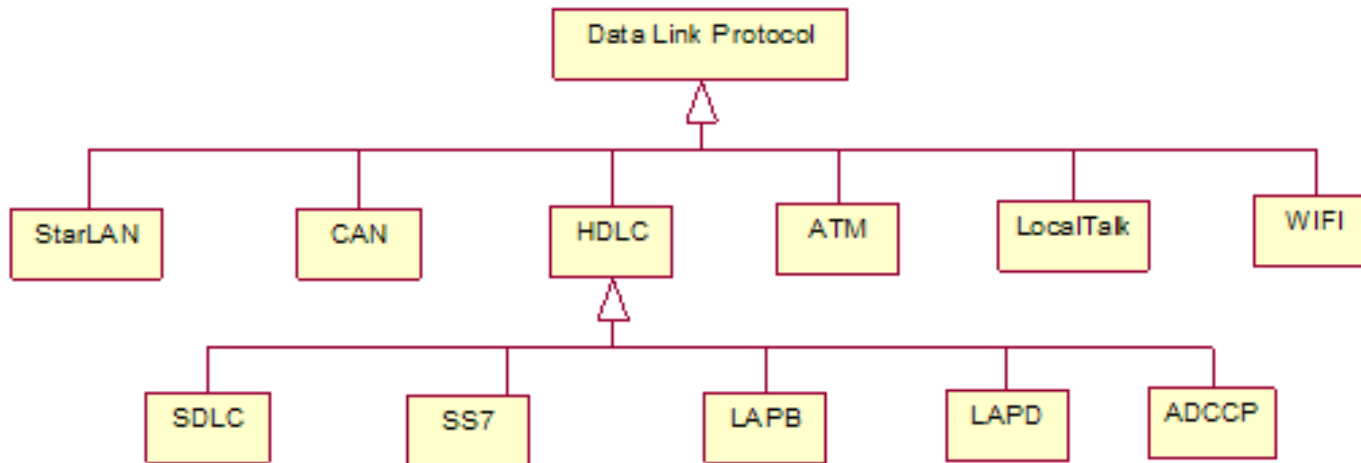 Data Link Protocol
StarLAN
CAN
HDLC
ATM
LocalTalk
WIFI
SDLC
SS7
LAPB
LAPD
ADCCP